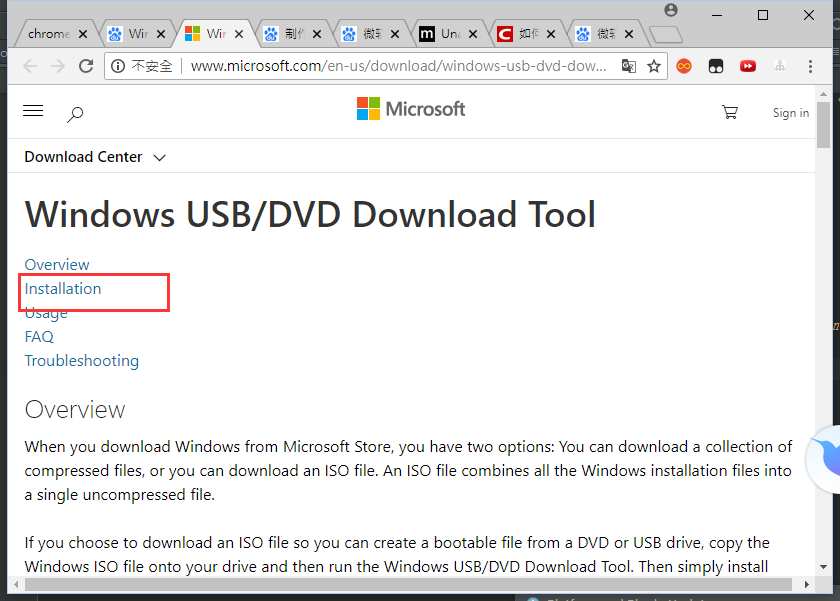 chrome
Wir
Wir
制作
微软
Una
如何
微软
不安全
www.microsoft.com/en-us/download/windows-usb-dvd-dow...
Microsoft
Sign in
Download Center
Windows USB/DVD Download Tool
Overview
Installation
Usage
FAQ
Troubleshooting
Overview
When you download Windows from Microsoft Store, you have two options: You can download a collection of
compressed files, or you can download an ISO file. An ISO file combines all the Windows installation files into
a single uncompressed file.
If you choose to download an ISO file so you can create a bootable file from a DVD or USB drive, copy the
Windows ISO file onto your drive and then run the Windows USB/DVD Download Tool. Then simply install